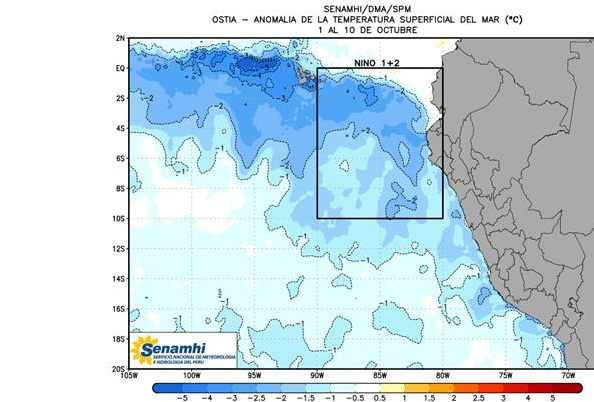 SENAMHI/DMA/SPM
OSTIA – ANOMALIA DE LA TEMPERATURA SUPERFICIAL DEL MAR (°C)
1 AL 10 DE OCTUBRE
2N
EQ
2S
4S
6S
8S
10S
12S
14S
16S
18S
20S
NINO 1+2
Senamhi
SERVICIO NACIONAL DE METEOROLOGÍA
E HIDROLOGÍA DEL PERÚ
105W 100W 95W 90W 85W 80W 75W 70W
−5 −4 −3 −2.5 −2 −1.5 −1 −0.5 0.5 1 1.5 2 2.5 3 4 5